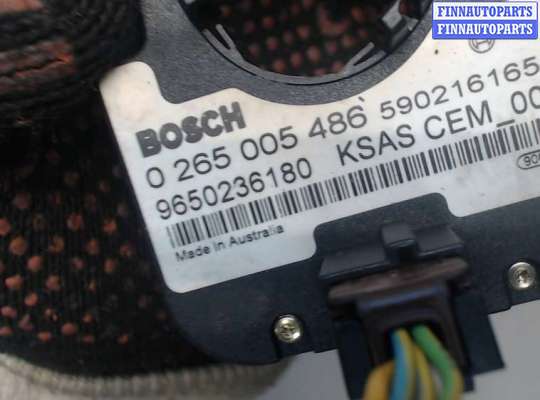 FINNAUTOPARTS
FINNAUTOPARTS
BOSCH
0 265 005 486 590216165
9650236180 KSAS CEM_00
Made in Australia